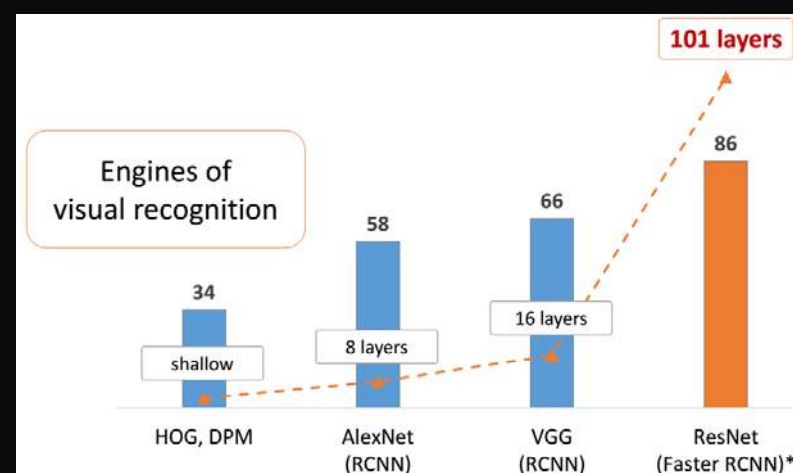 101 layers
Engines of
visual recognition
86
66
58
34
16 layers
8 layers
shallow
HOG, DPM
AlexNet
(RCNN)
VGG
(RCNN)
ResNet
(Faster RCNN)*